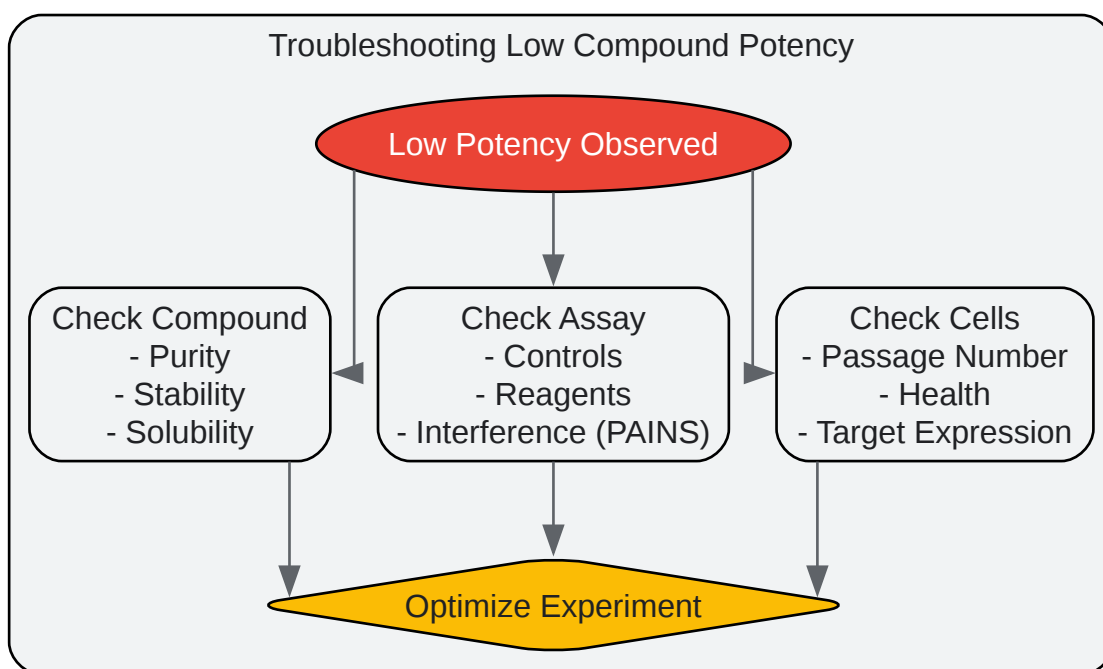 Troubleshooting Low Compound Potency
Low Potency Observed
Check Compound
- Purity
- Stability
- Solubility
Check Assay
- Controls
- Reagents
- Interference (PAINS)
Check Cells
- Passage Number
- Health
- Target Expression
Optimize Experiment